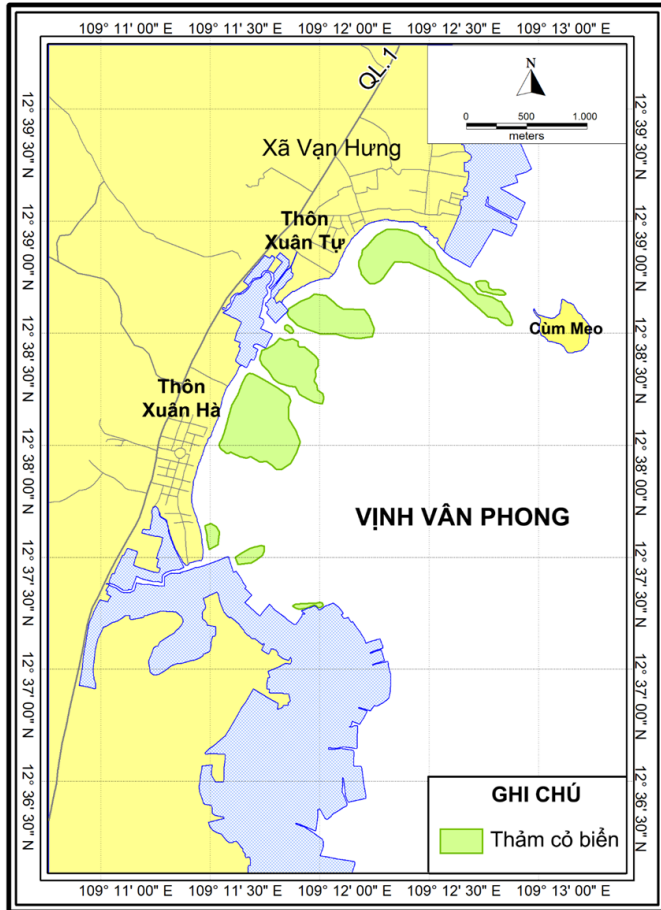 109° 11' 00" E 109° 11' 30" E 109° 12' 00" E 109° 12' 30" E 109° 13' 00" E
N
0 500 1.000
meters
QL.1
Xã Vạn Hưng
Thôn
Xuân Tự
Cùm Meo
Thôn
Xuân Hà
VỊNH VÂN PHONG
12° 39' 30" N
12° 39' 00" N
12° 38' 30" N
12° 38' 00" N
12° 37' 30" N
12° 37' 00" N
12° 36' 30" N
12° 39' 30" N
12° 39' 00" N
12° 38' 30" N
12° 38' 00" N
12° 37' 30" N
12° 37' 00" N
12° 36' 30" N
GHI CHÚ
Thảm cỏ biển
109° 11' 00" E 109° 11' 30" E 109° 12' 00" E 109° 12' 30" E 109° 13' 00" E